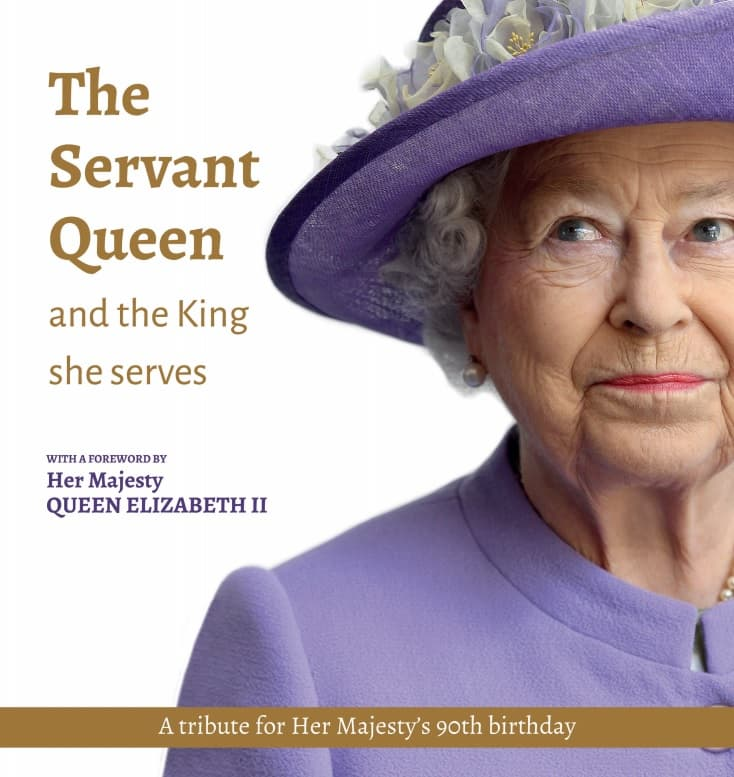 The
Servant
Queen
and the King
she serves
WITH A FOREWORD BY
Her Majesty
QUEEN ELIZABETH II
A tribute for Her Majesty's 90th birthday